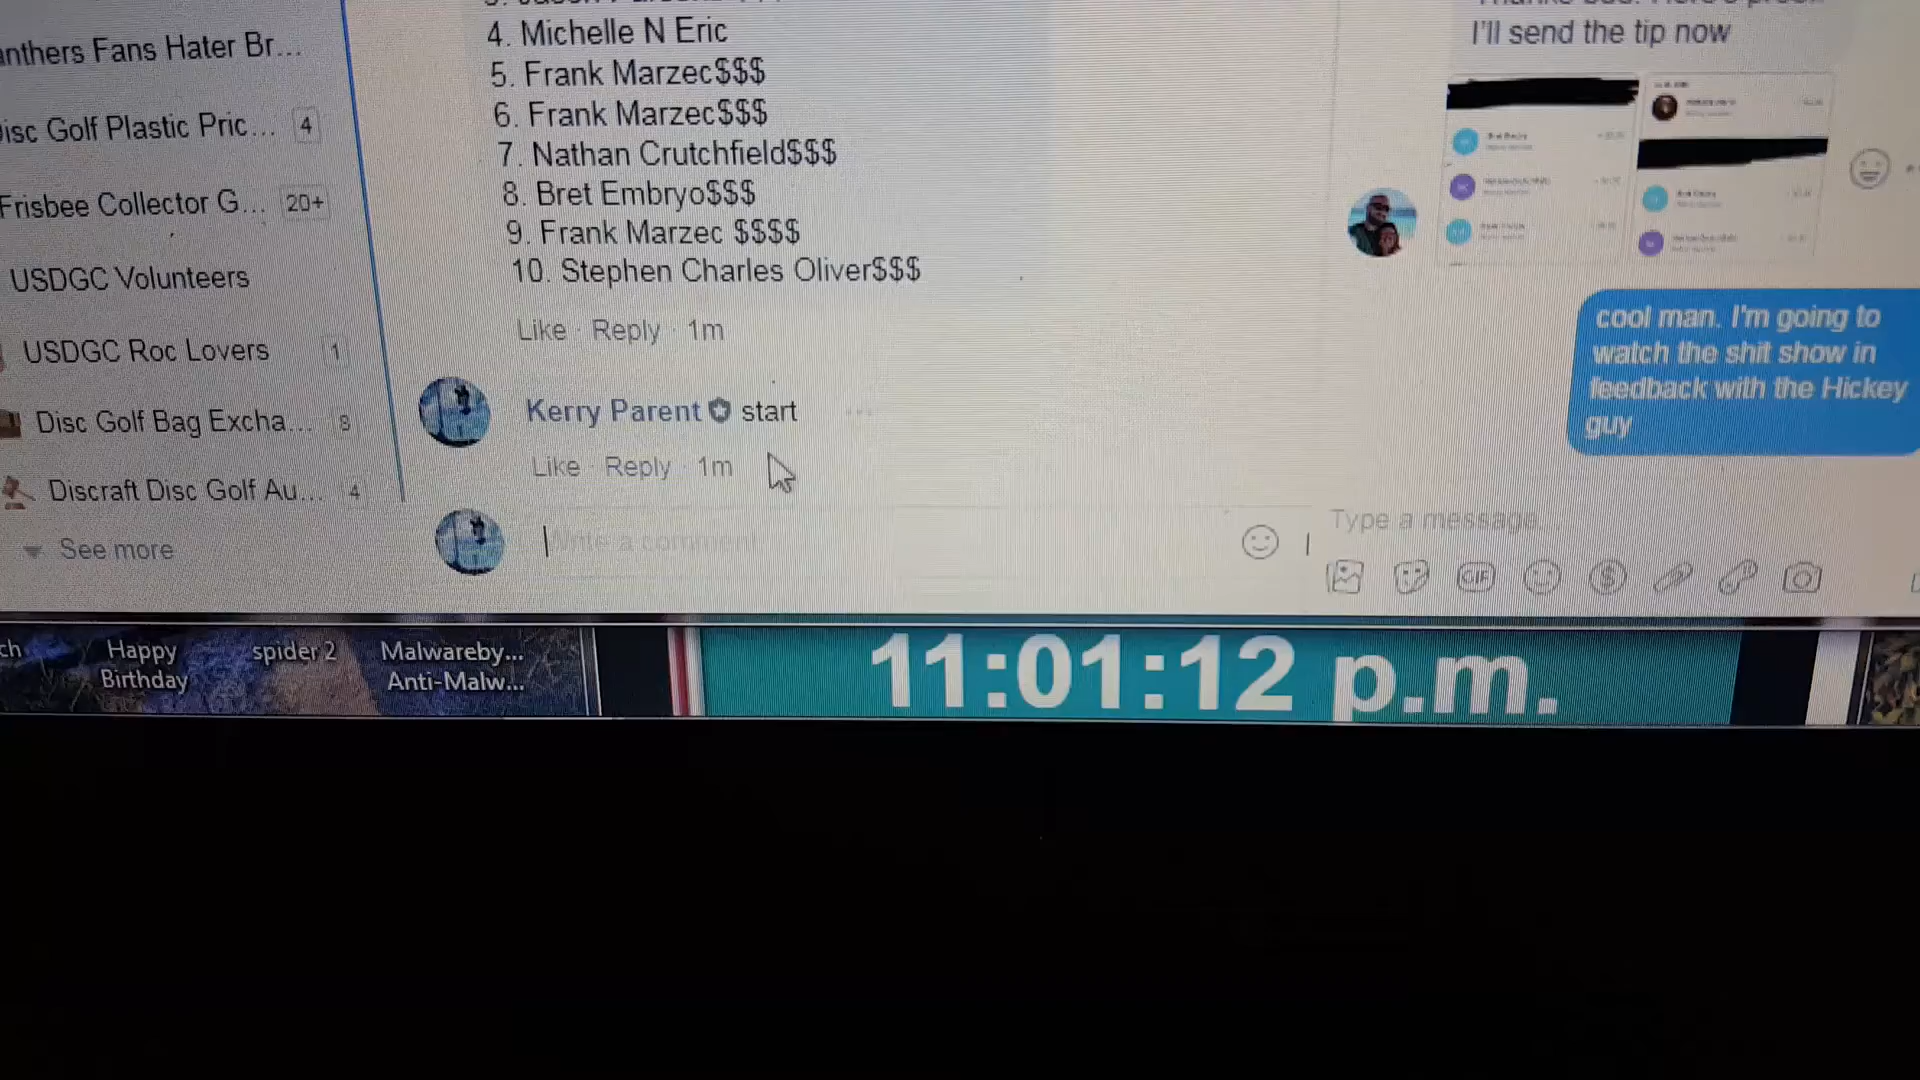 anthers Fans Hater Br...
isc Golf Plastic Pric... 4
Frisbee Collector G... 20+
USDGC Volunteers
USDGC Roc Lovers 1
Disc Golf Bag Excha... 8
Discraft Disc Golf Au... 4
See more
4. Michelle N Eric
5. Frank Marzec$$$
6. Frank Marzec$$$
7. Nathan Crutchfield$$$
8. Bret Embryo$$$
9. Frank Marzec $$$$
10. Stephen Charles Oliver$$$
Like · Reply · 1m
Kerry Parent start
Like · Reply · 1m
Write a comment
I'll send the tip now
cool man. I'm going to
watch the shit show in
feedback with the Hickey
guy
Type a message...
GIF
ch
Happy
Birthday
spider 2
Malwareby...
Anti-Malw...
11:01:12 p.m.